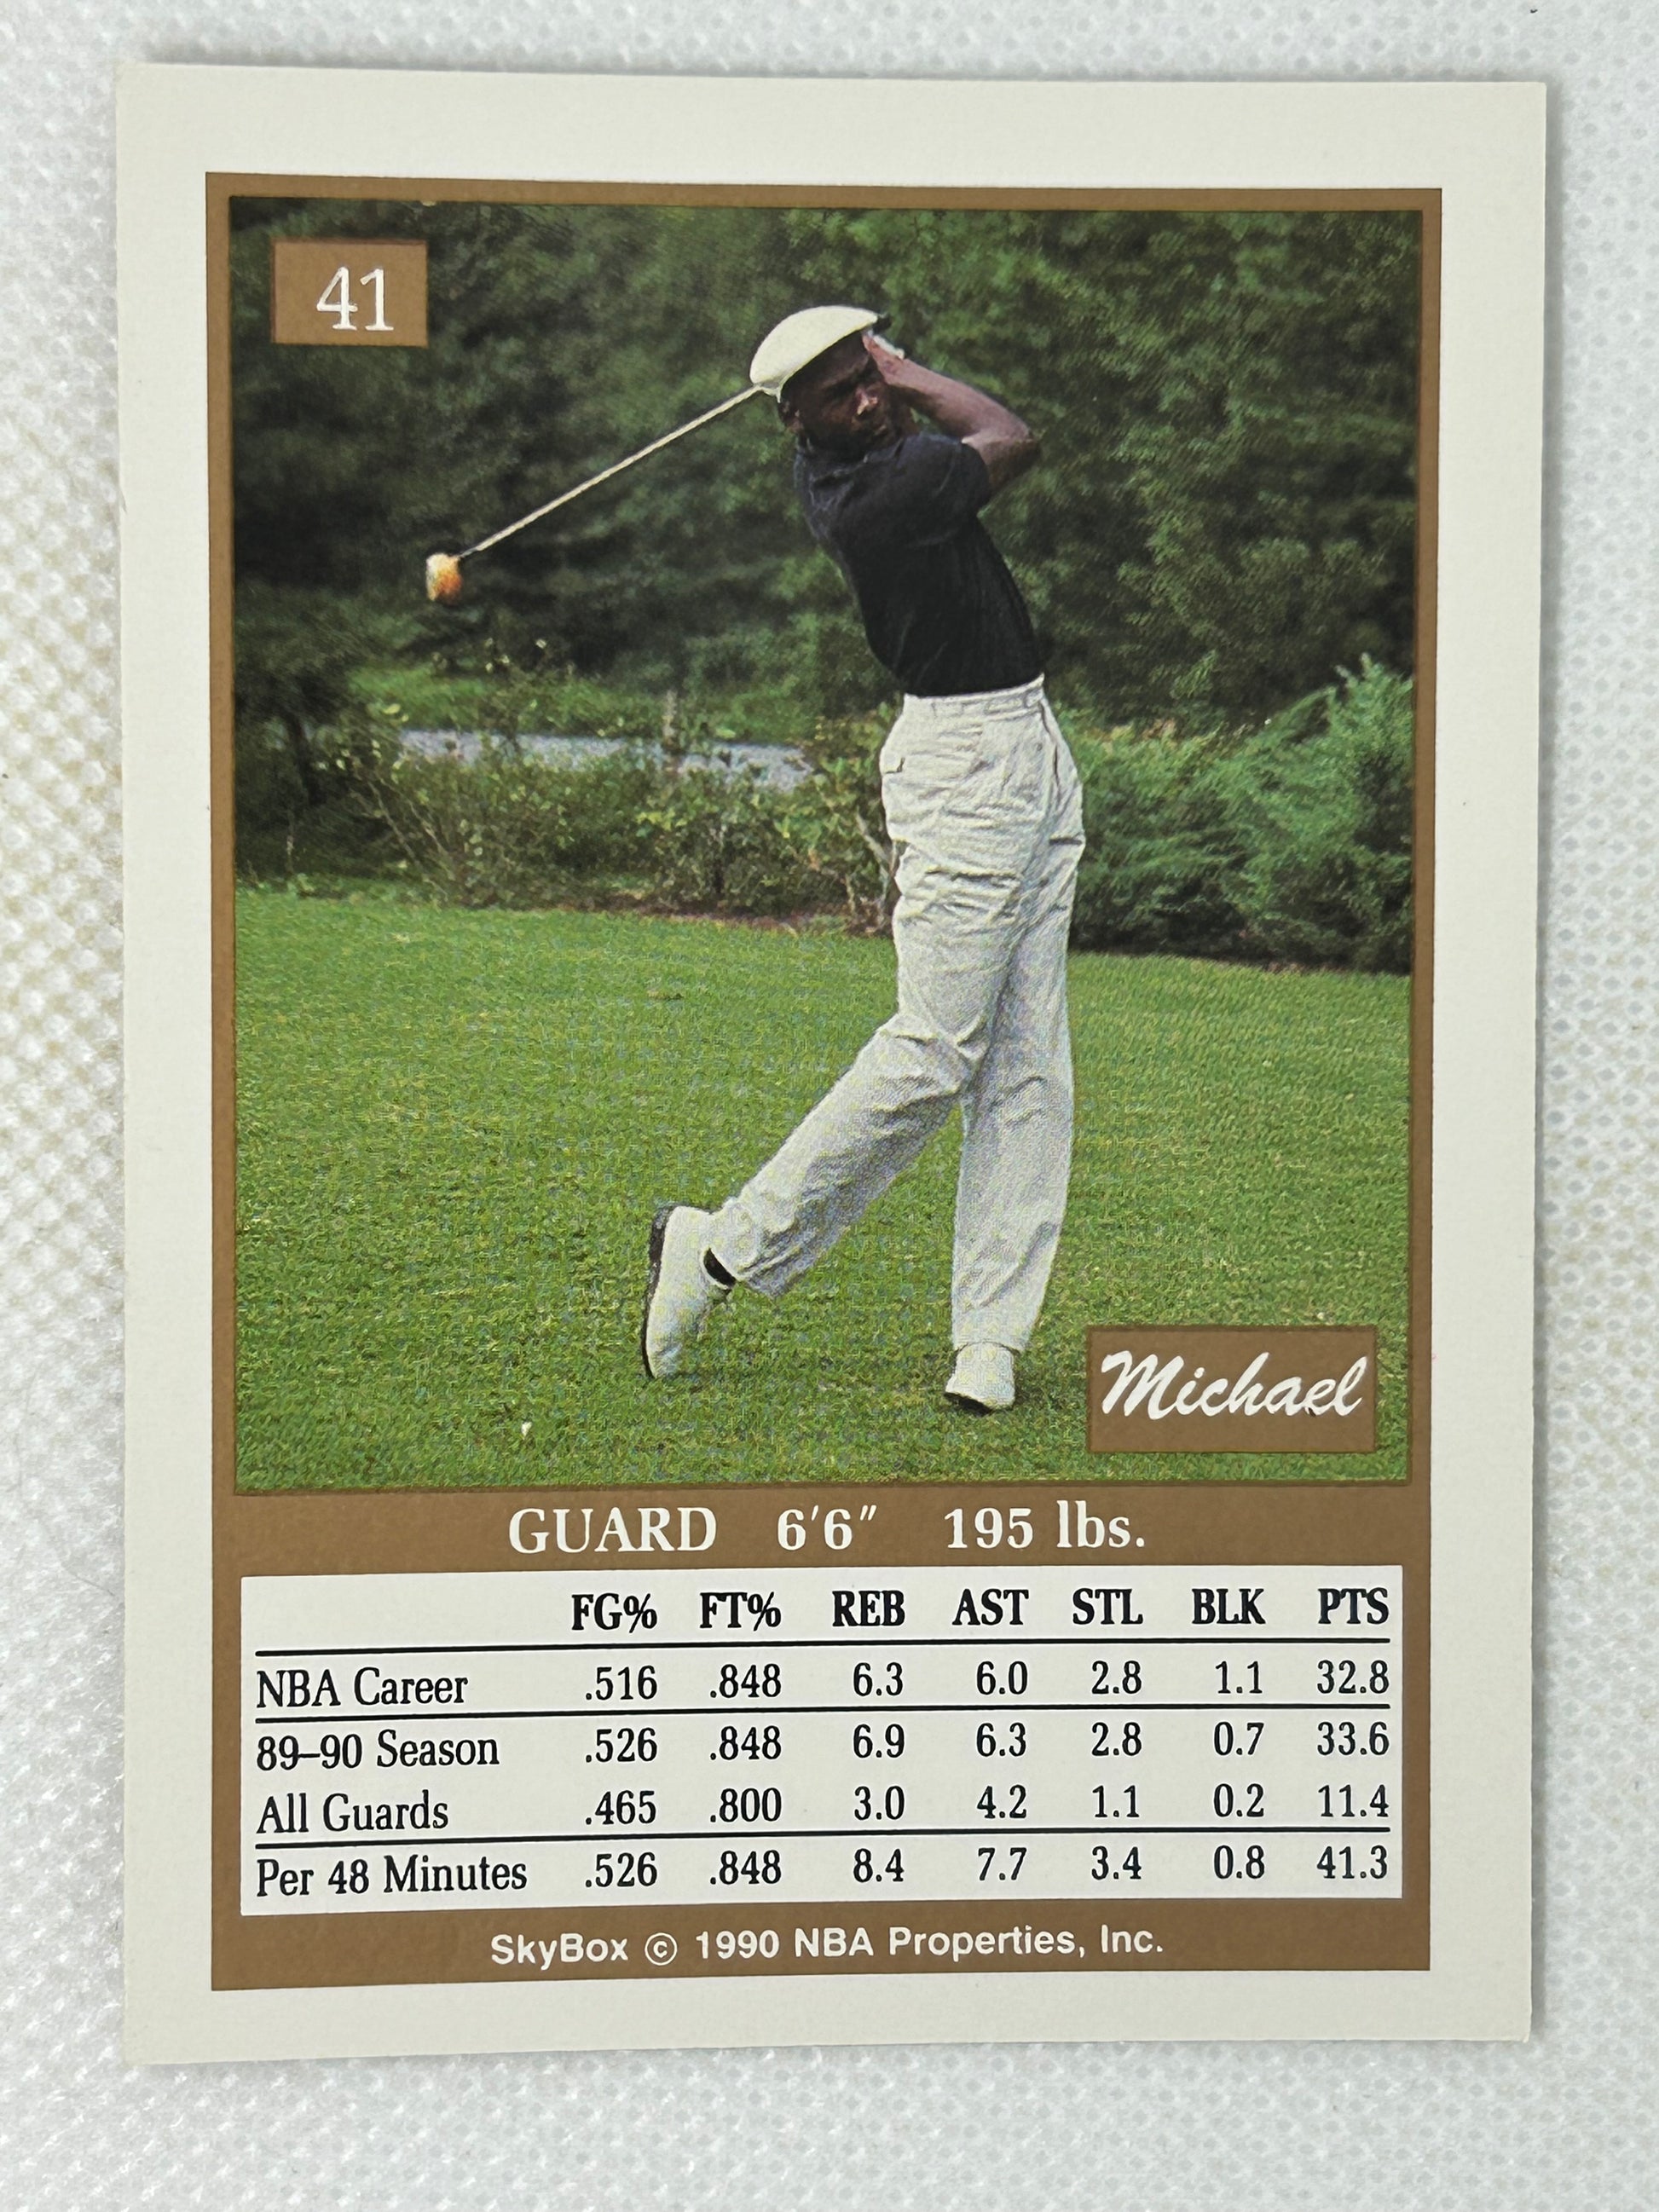 41
Michael
GUARD 6'6" 195 lbs.
FG% FT% REB AST STL BLK PTS
NBA Career .516 .848 6.3 6.0 2.8 1.1 32.8
89–90 Season .526 .848 6.9 6.3 2.8 0.7 33.6
All Guards .465 .800 3.0 4.2 1.1 0.2 11.4
Per 48 Minutes .526 .848 8.4 7.7 3.4 0.8 41.3
SkyBox © 1990 NBA Properties, Inc.